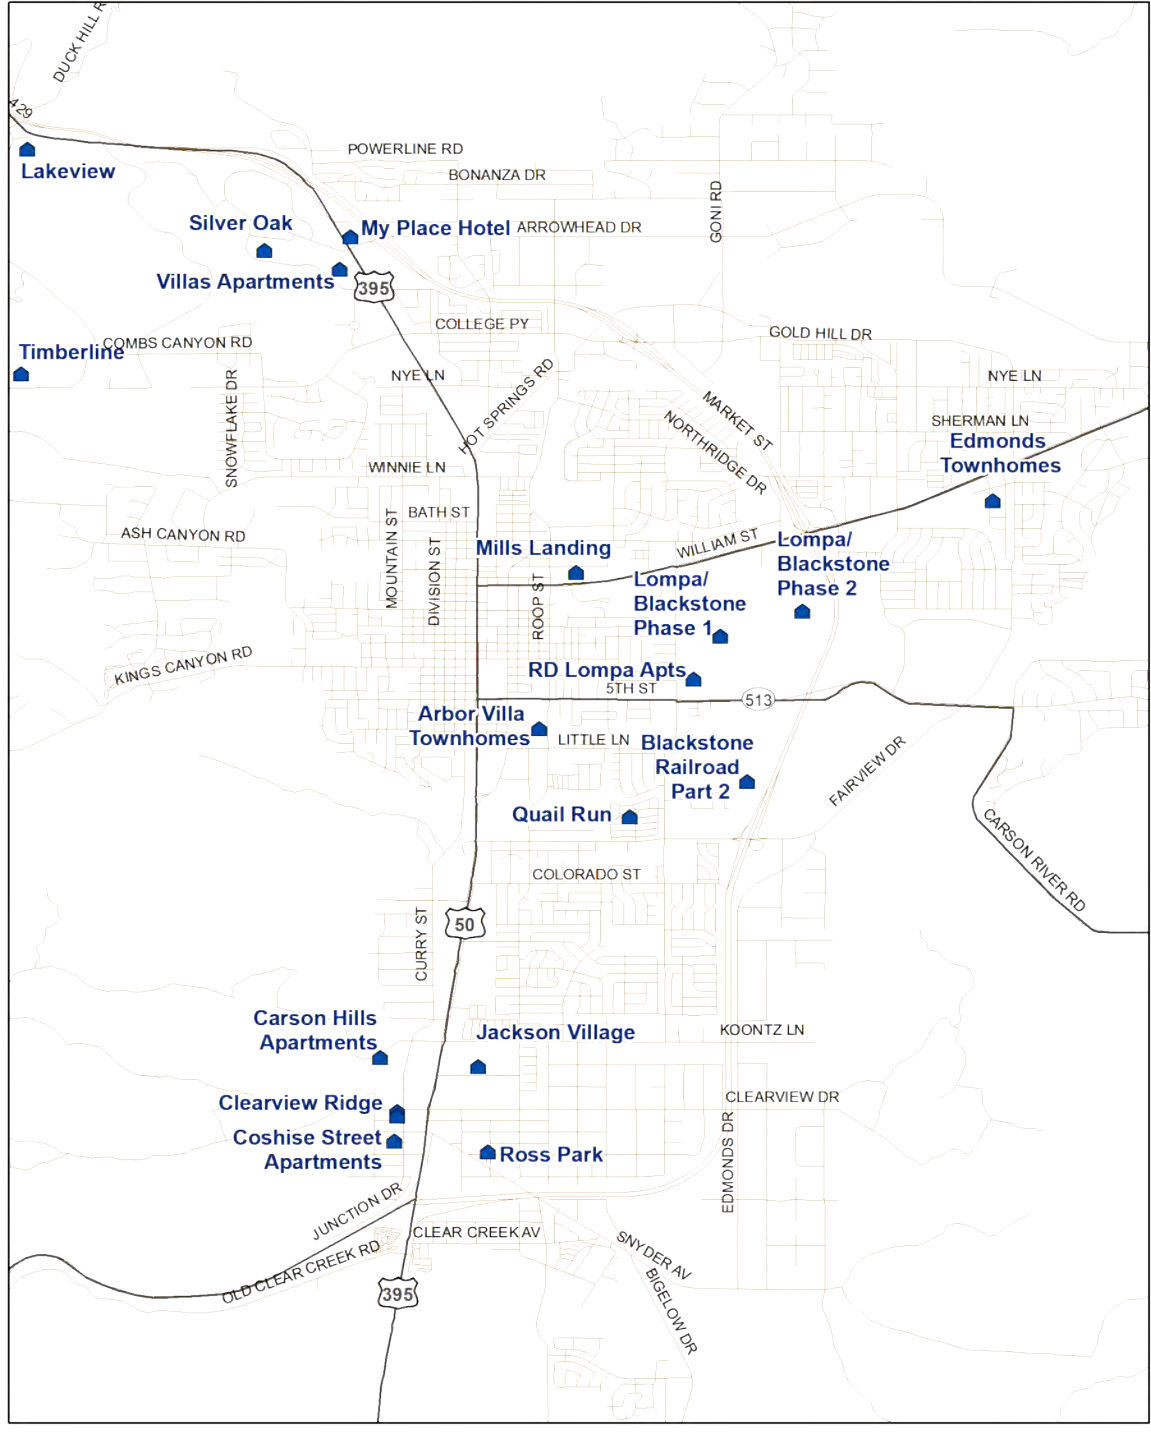 DUCK HILL R
429
Lakeview
POWERLINE RD
BONANZA DR
GONI RD
Silver Oak
My Place Hotel
ARROWHEAD DR
Villas Apartments
395
COLLEGE PY
GOLD HILL DR
COMBS CANYON RD
Timberline
SNOWFLAKE DR
NYE LN
HOT SPRINGS RD
NYE LN
MARKET ST
NORTHRIDGE DR
SHERMAN LN
Edmonds
Townhomes
WINNIE LN
BATH ST
MOUNTAIN ST
DIVISION ST
ASH CANYON RD
Mills Landing
WILLIAM ST
Lompa/
Blackstone
Phase 2
ROOP ST
Lompa/
Blackstone
Phase 1
KINGS CANYON RD
RD Lompa Apts
5TH ST
513
Arbor Villa
Townhomes
LITTLE LN
Blackstone
Railroad
Part 2
FAIRVIEW DR
Quail Run
CARSON RIVER RD
COLORADO ST
CURRY ST
50
Carson Hills
Apartments
Jackson Village
KOONTZ LN
Clearview Ridge
CLEARVIEW DR
Coshise Street
Apartments
Ross Park
EDMONDS DR
JUNCTION DR
CLEAR CREEK AV
OLD CLEAR CREEK RD
SNYDER AV
BIGELOW DR
395